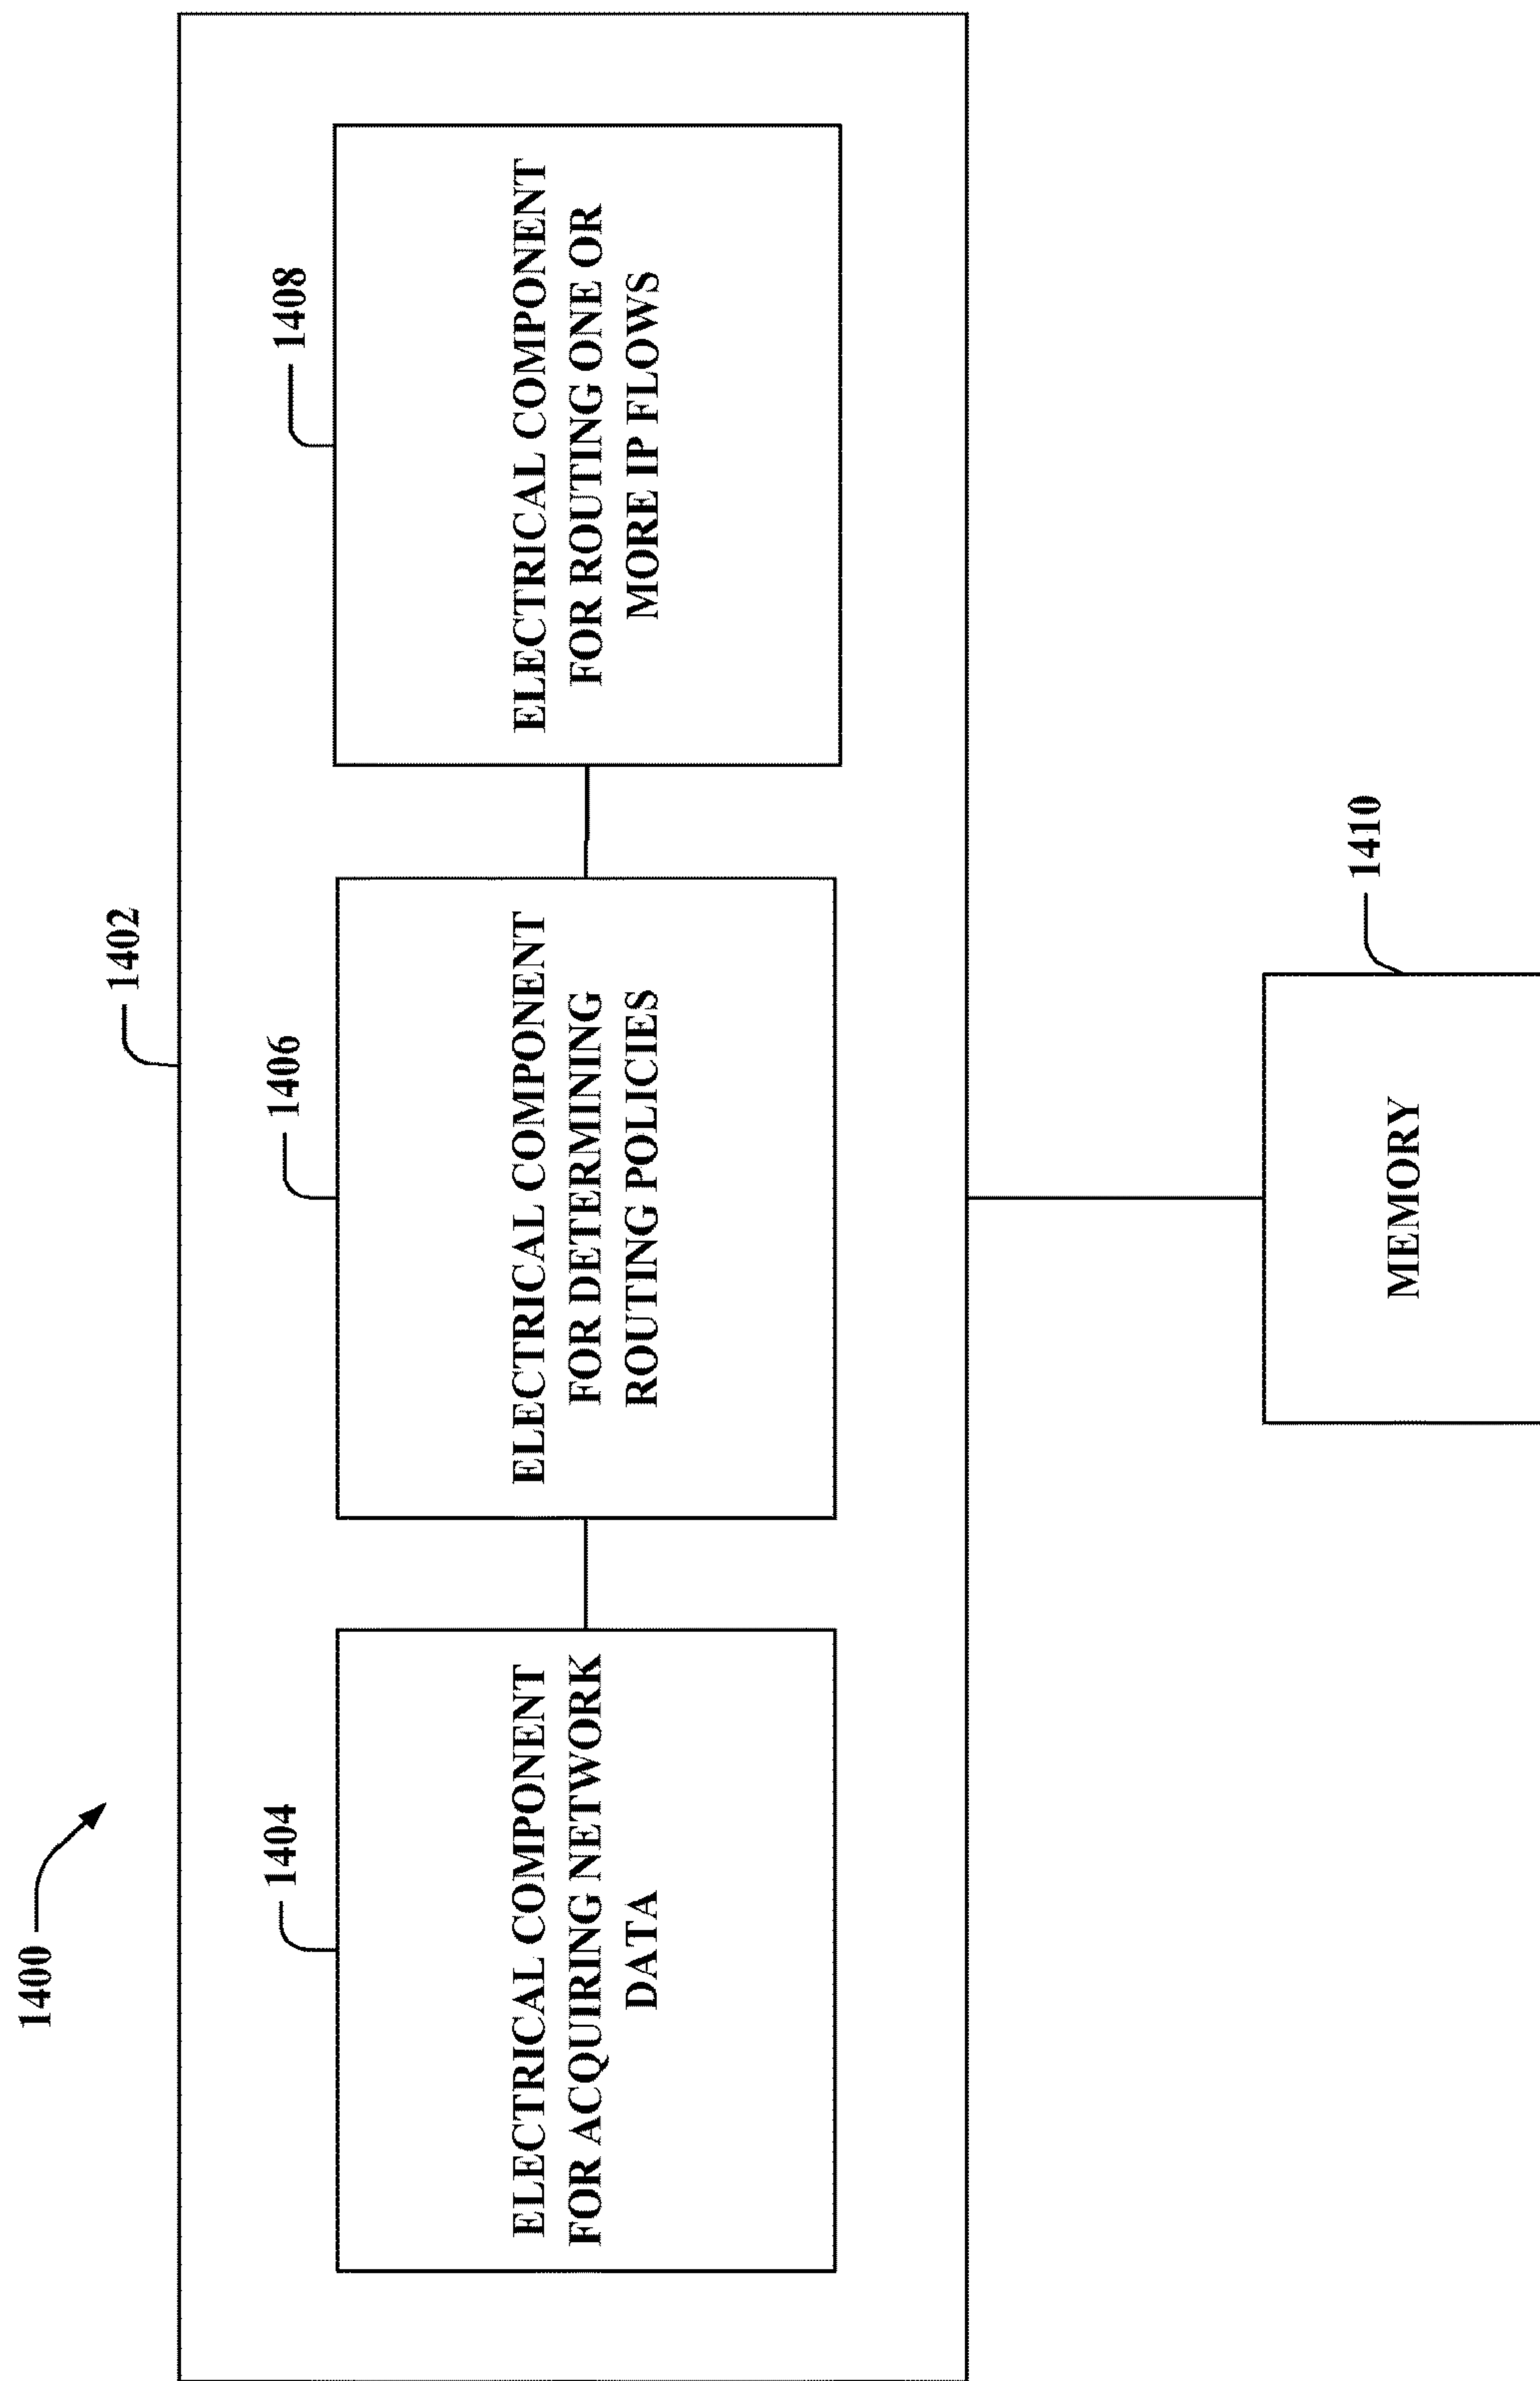 1400
1402
1404
ELECTRICAL COMPONENT
FOR ACQUIRING NETWORK
DATA
1406
ELECTRICAL COMPONENT
FOR DETERMINING
ROUTING POLICIES
1408
ELECTRICAL COMPONENT
FOR ROUTING ONE OR
MORE IP FLOWS
1410
MEMORY